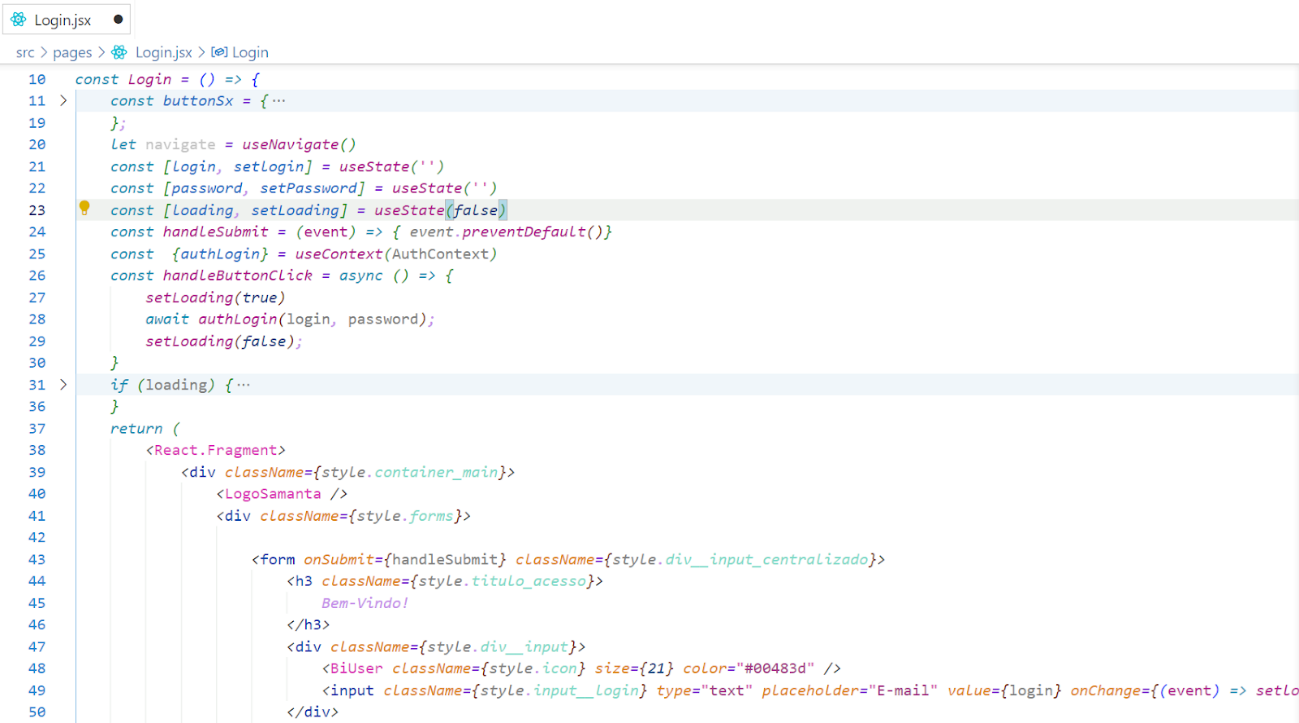 Login.jsx
src > pages > Login.jsx > Login
10 const Login = () => {
11 const buttonSx = { ···
19 };
20 let navigate = useNavigate()
21 const [login, setlogin] = useState('')
22 const [password, setPassword] = useState('')
23 const [loading, setLoading] = useState(false)
24 const handleSubmit = (event) => { event.preventDefault()}
25 const  {authLogin} = useContext(AuthContext)
26 const handleButtonClick = async () => {
27 setLoading(true)
28 await authLogin(login, password);
29 setLoading(false);
30 }
31 if (loading) { ···
36 }
37 return (
38 <React.Fragment>
39 <div className={style.container_main}>
40 <LogoSamanta />
41 <div className={style.forms}>
42
43 <form onSubmit={handleSubmit} className={style.div__input_centralizado}>
44 <h3 className={style.titulo_acesso}>
45 Bem-Vindo!
46 </h3>
47 <div className={style.div__input}>
48 <BiUser className={style.icon} size={21} color="#00483d" />
49 <input className={style.input__login} type="text" placeholder="E-mail" value={login} onChange={(event) => setlo
50 </div>